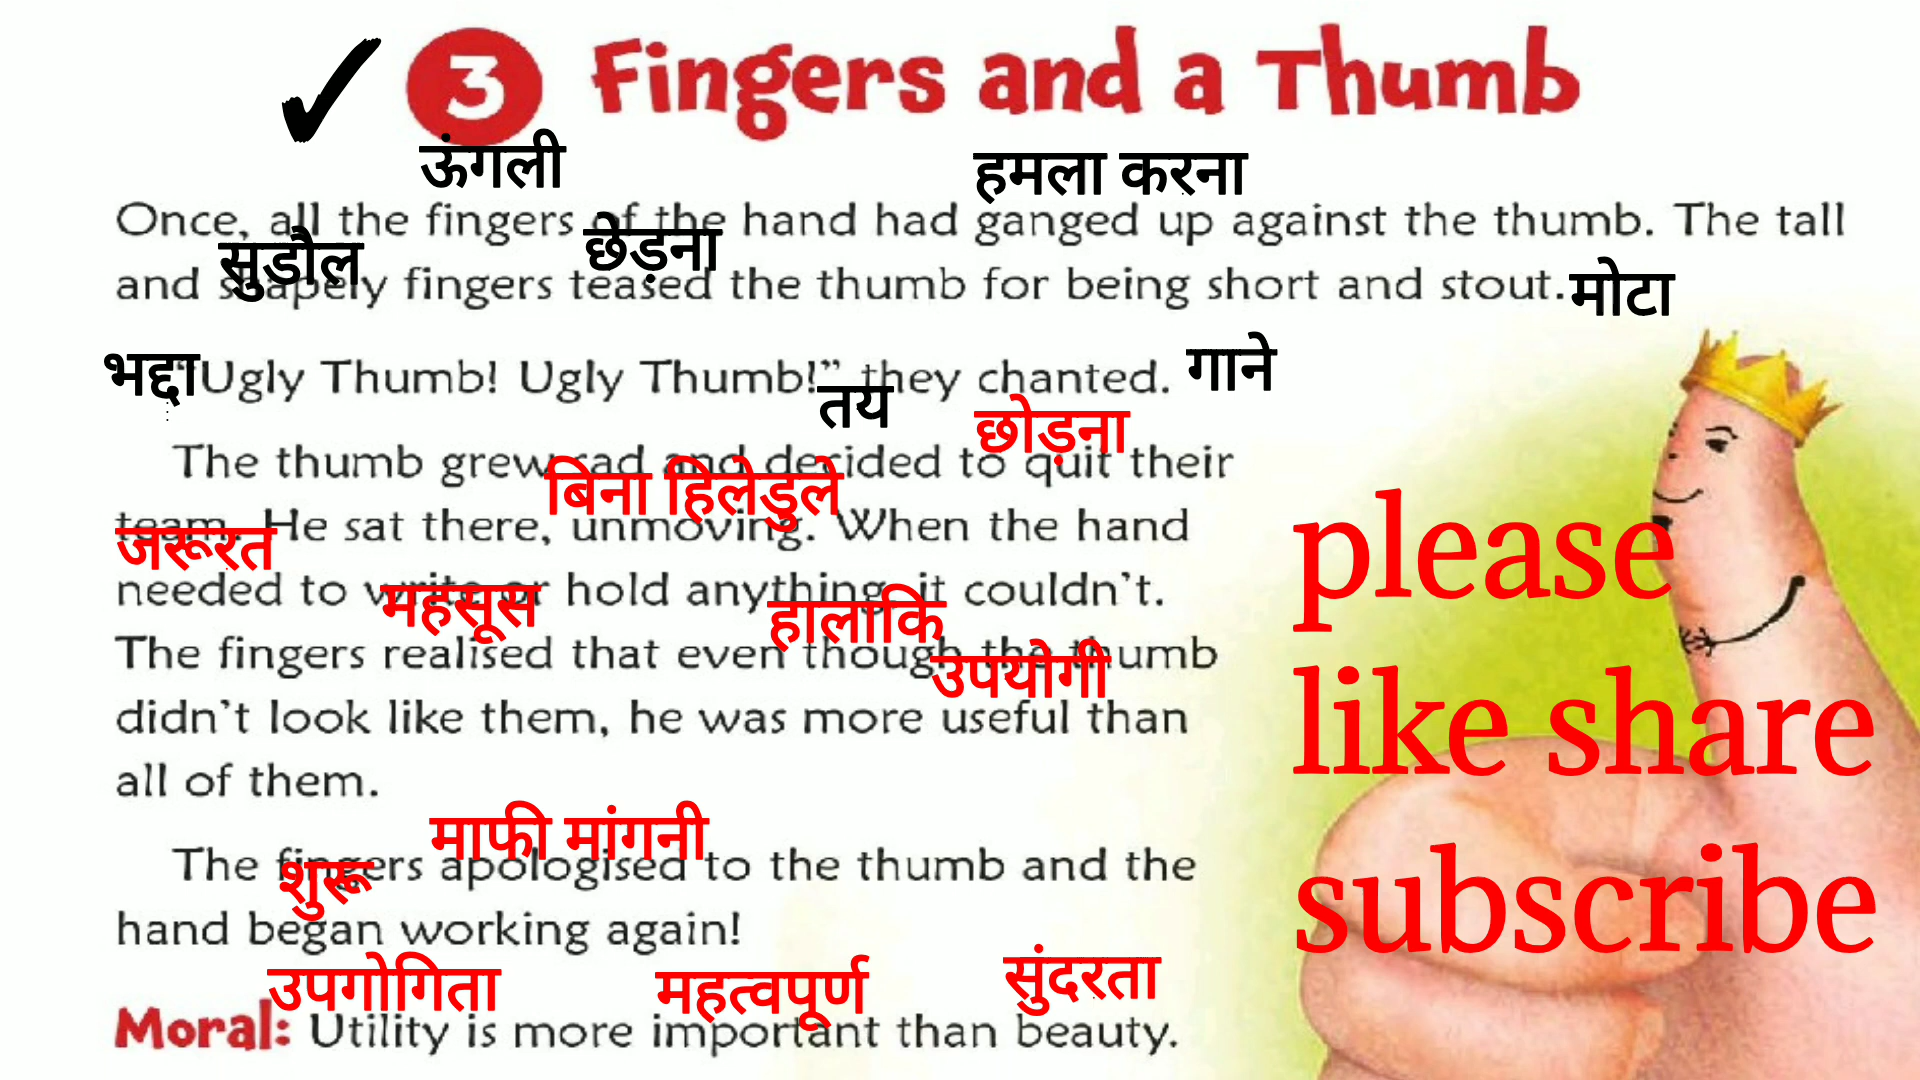 ✓ 3 Fingers and a Thumb
ऊंगली हमला करना
Once, all the fingers of the hand had ganged up against the thumb. The tall
सुडौल छेड़ना
and shapely fingers teased the thumb for being short and stout. मोटा
भद्दा "Ugly Thumb! Ugly Thumb!" they chanted. गाने
तय छोड़ना
The thumb grew sad and decided to quit their
बिना हिलेडुले
team. He sat there, unmoving. When the hand
जरूरत
needed to write or hold anything, it couldn't.
महसूस हालाकि
The fingers realised that even though the thumb
उपयोगी
didn't look like them, he was more useful than
all of them.
माफी मांगनी
The fingers apologised to the thumb and the
शुरू
hand began working again!
उपगोगिता महत्वपूर्ण सुंदरता
Moral: Utility is more important than beauty.
please
like share
subscribe